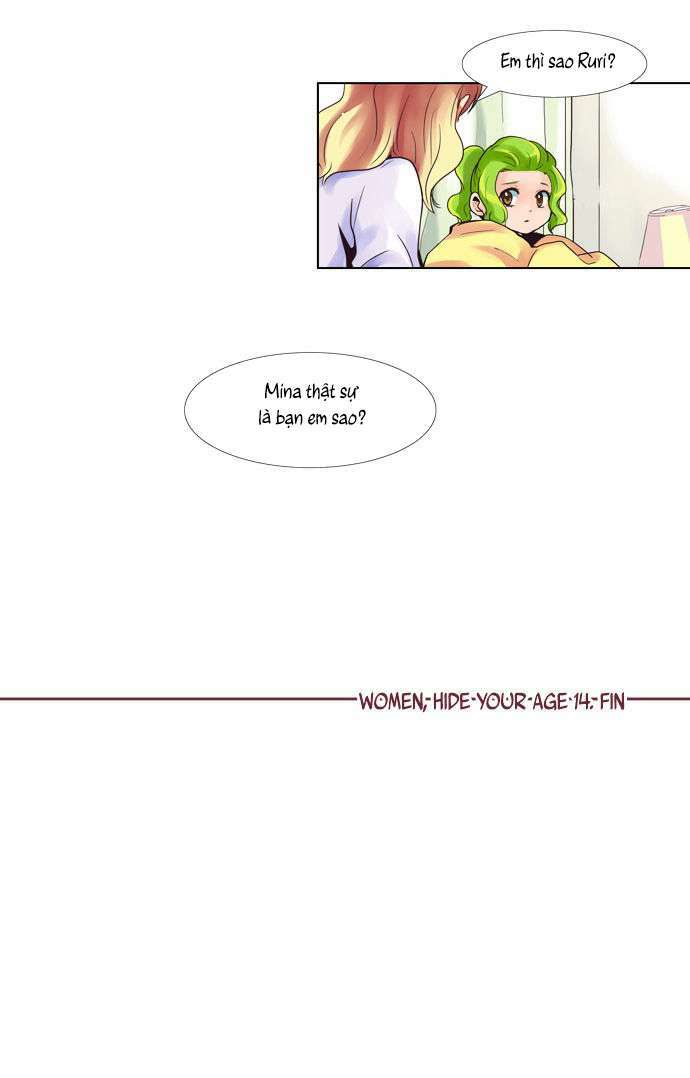 Em thì sao Ruri?
Mina thật sự
là bạn em sao?
WOMEN, HIDE YOUR AGE 14. FIN